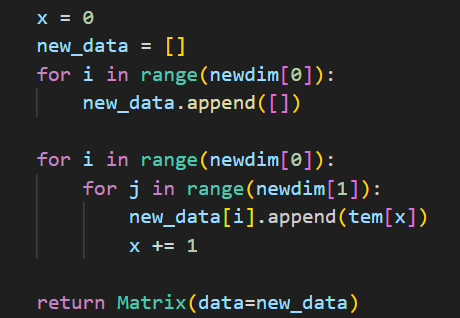 x = 0
new_data = []
for i in range(newdim[0]):
    new_data.append([])
for i in range(newdim[0]):
    for j in range(newdim[1]):
        new_data[i].append(tem[x])
        x += 1
return Matrix(data=new_data)